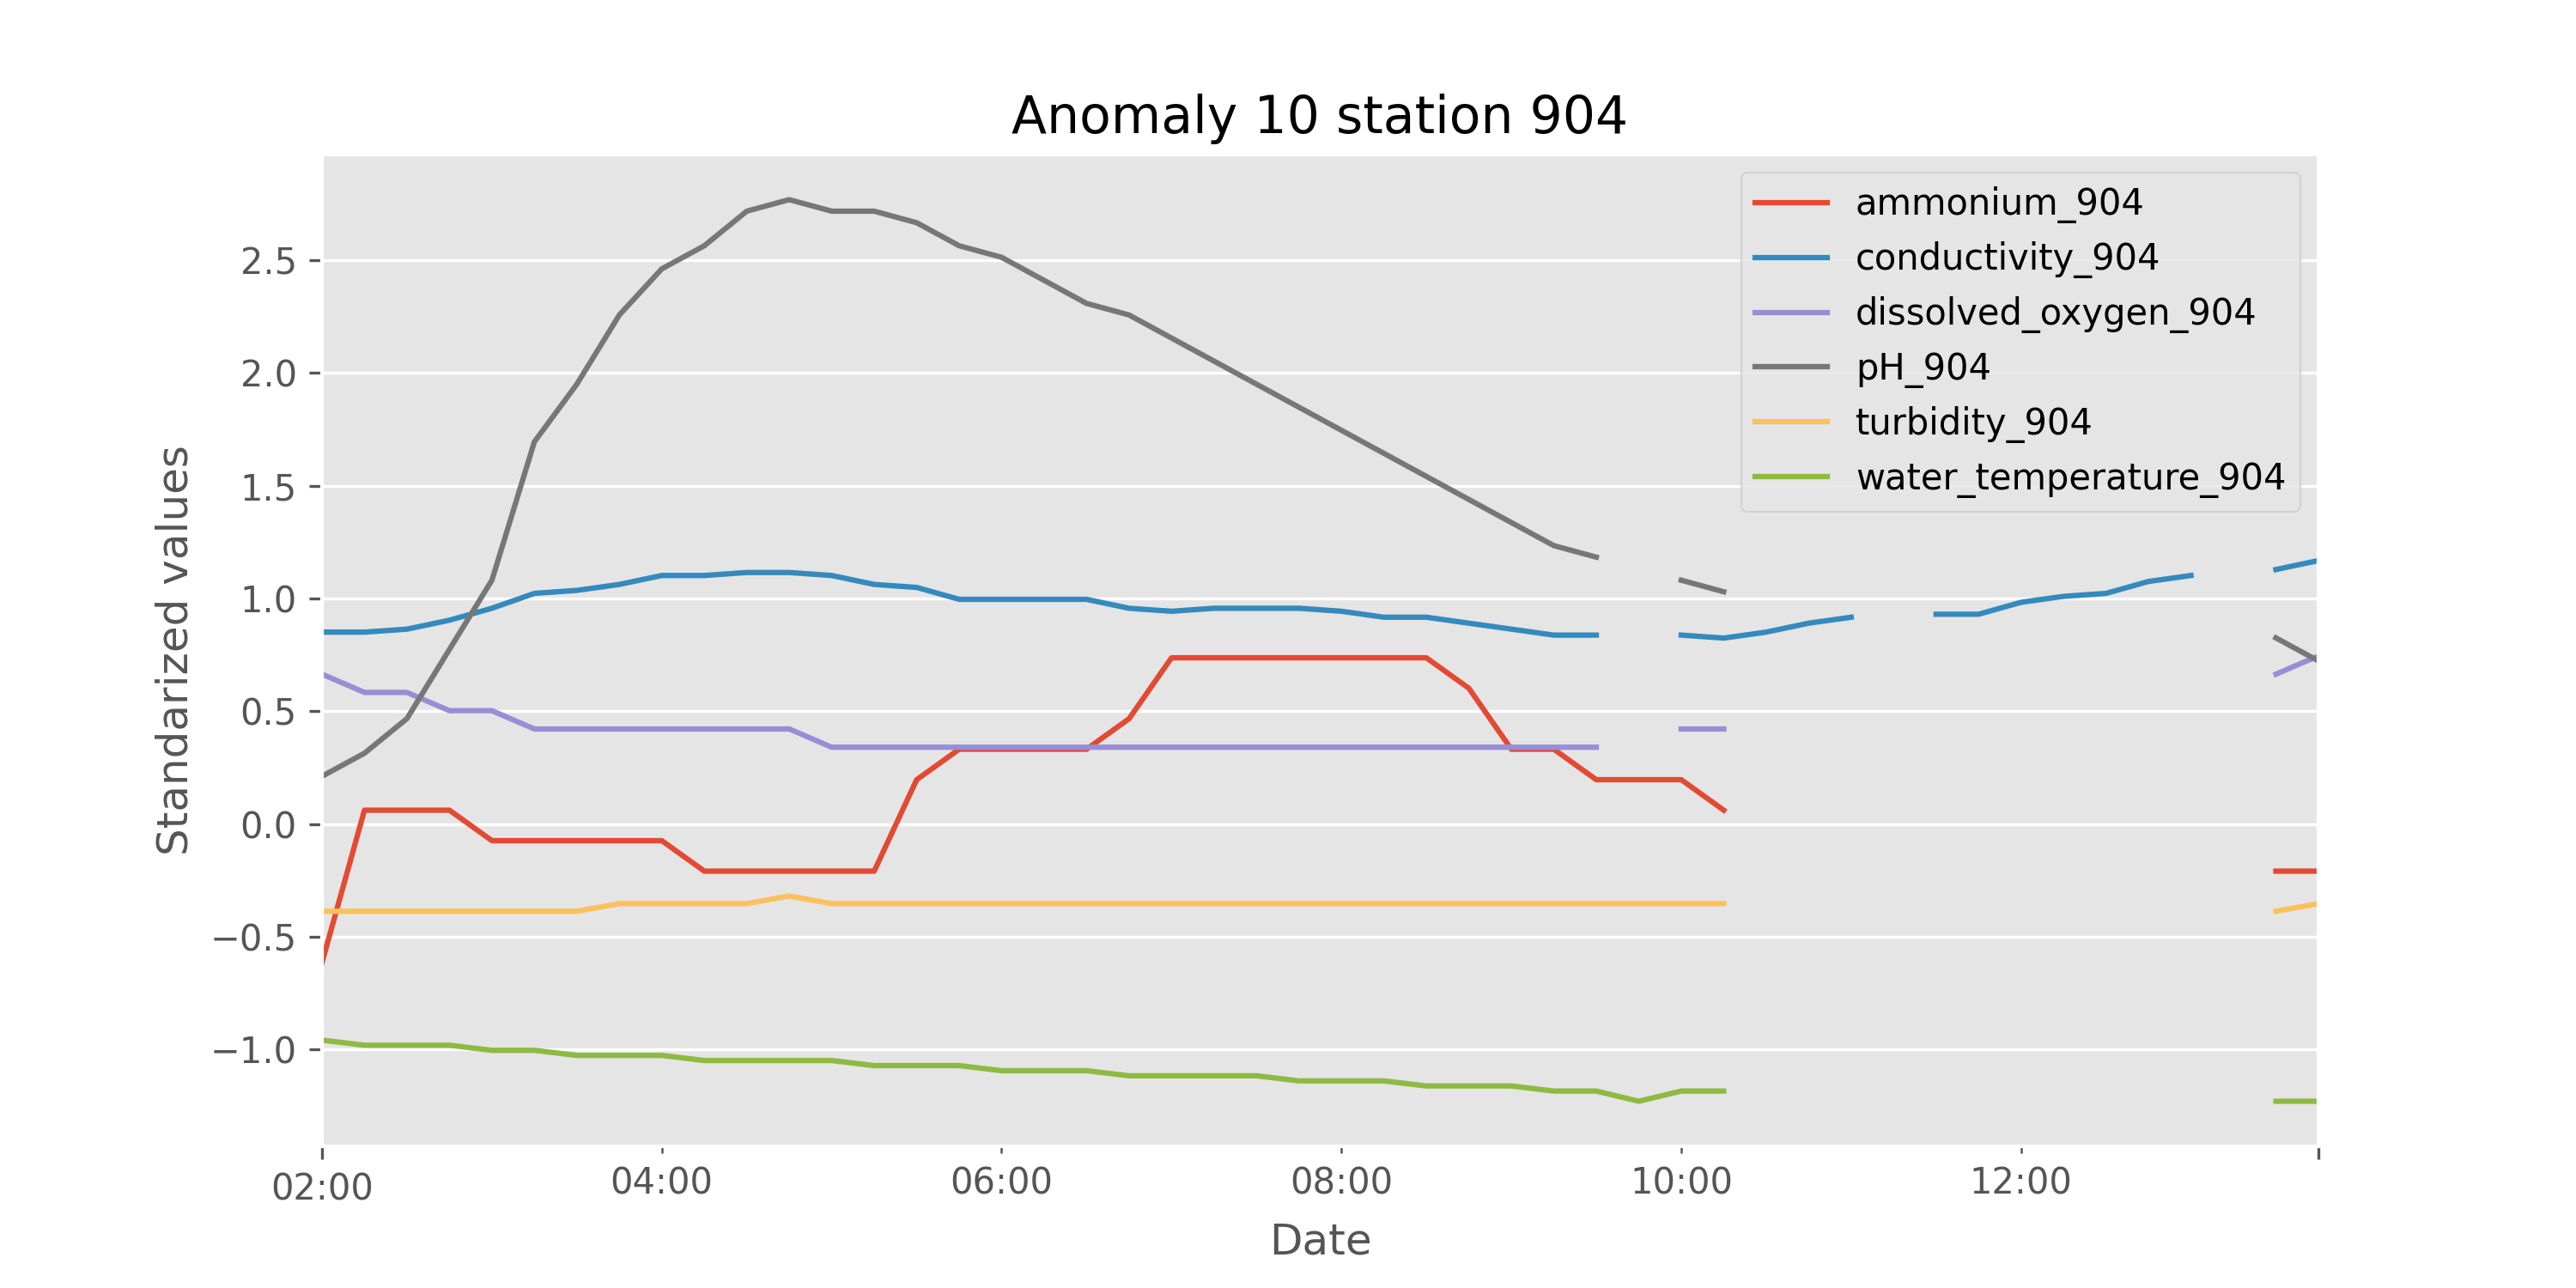 Anomaly 10 station 904
ammonium_904
conductivity_904
dissolved_oxygen_904
pH_904
turbidity_904
water_temperature_904
Standarized values
2.5
2.0
1.5
1.0
0.5
0.0
−0.5
−1.0
02:00 04:00 06:00 08:00 10:00 12:00
Date